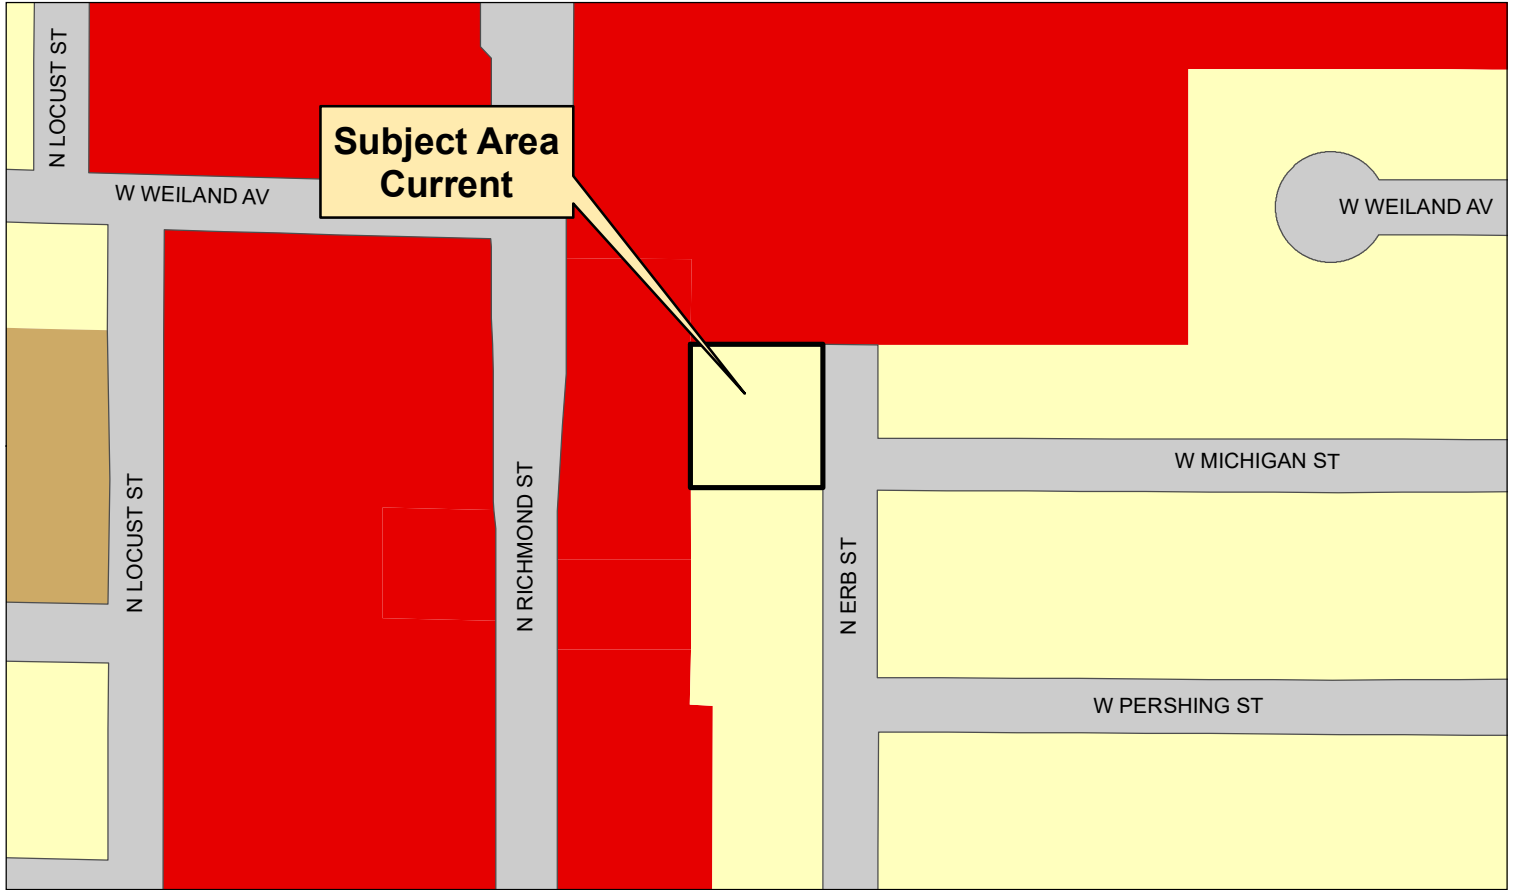 N LOCUST ST
W WEILAND AV
Subject Area
Current
W WEILAND AV
W MICHIGAN ST
N LOCUST ST
N RICHMOND ST
N ERB ST
W PERSHING ST